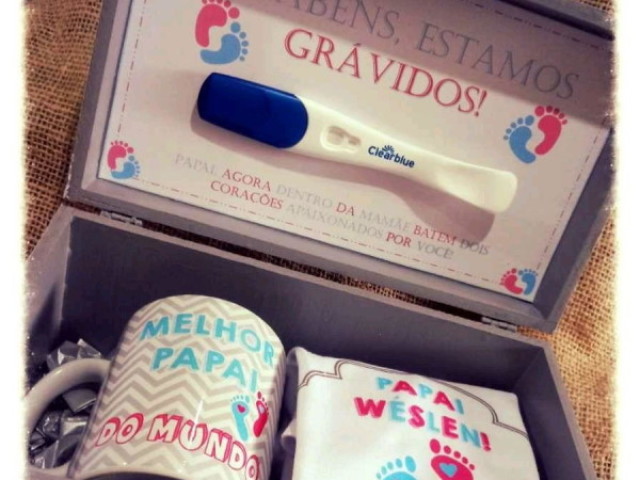 ABÉNS, ESTAMOS
GRÁVIDOS!
Clearblue
PAPAI, AGORA DENTRO DA MAMÃE BATEM DOIS
CORAÇÕES APAIXONADOS POR VOCÊ!
MELHOR
PAPAI
DO MUNDO
PAPAI
WÉSLEN!